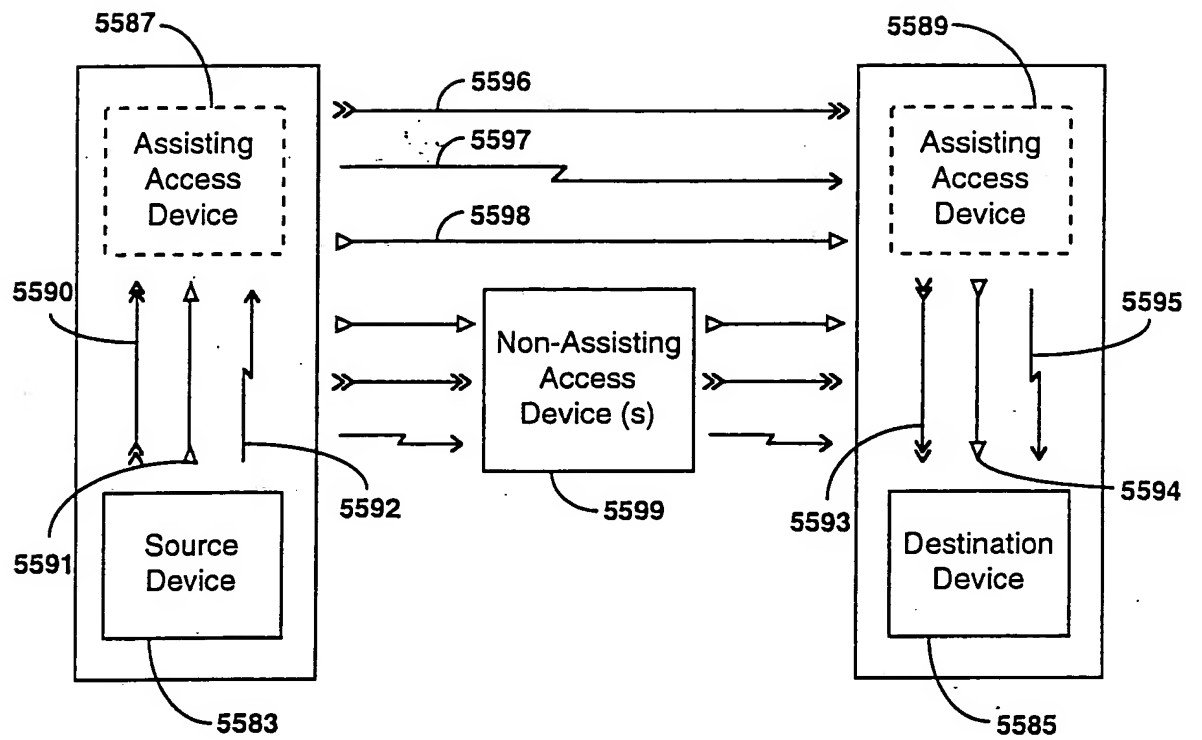 5587
5589
5596
Assisting
Access
Device
5597
Assisting
Access
Device
5598
5590
5595
Non-Assisting
Access
Device (s)
5592
5599
5593
5594
5591
Source
Device
Destination
Device
5583
5585